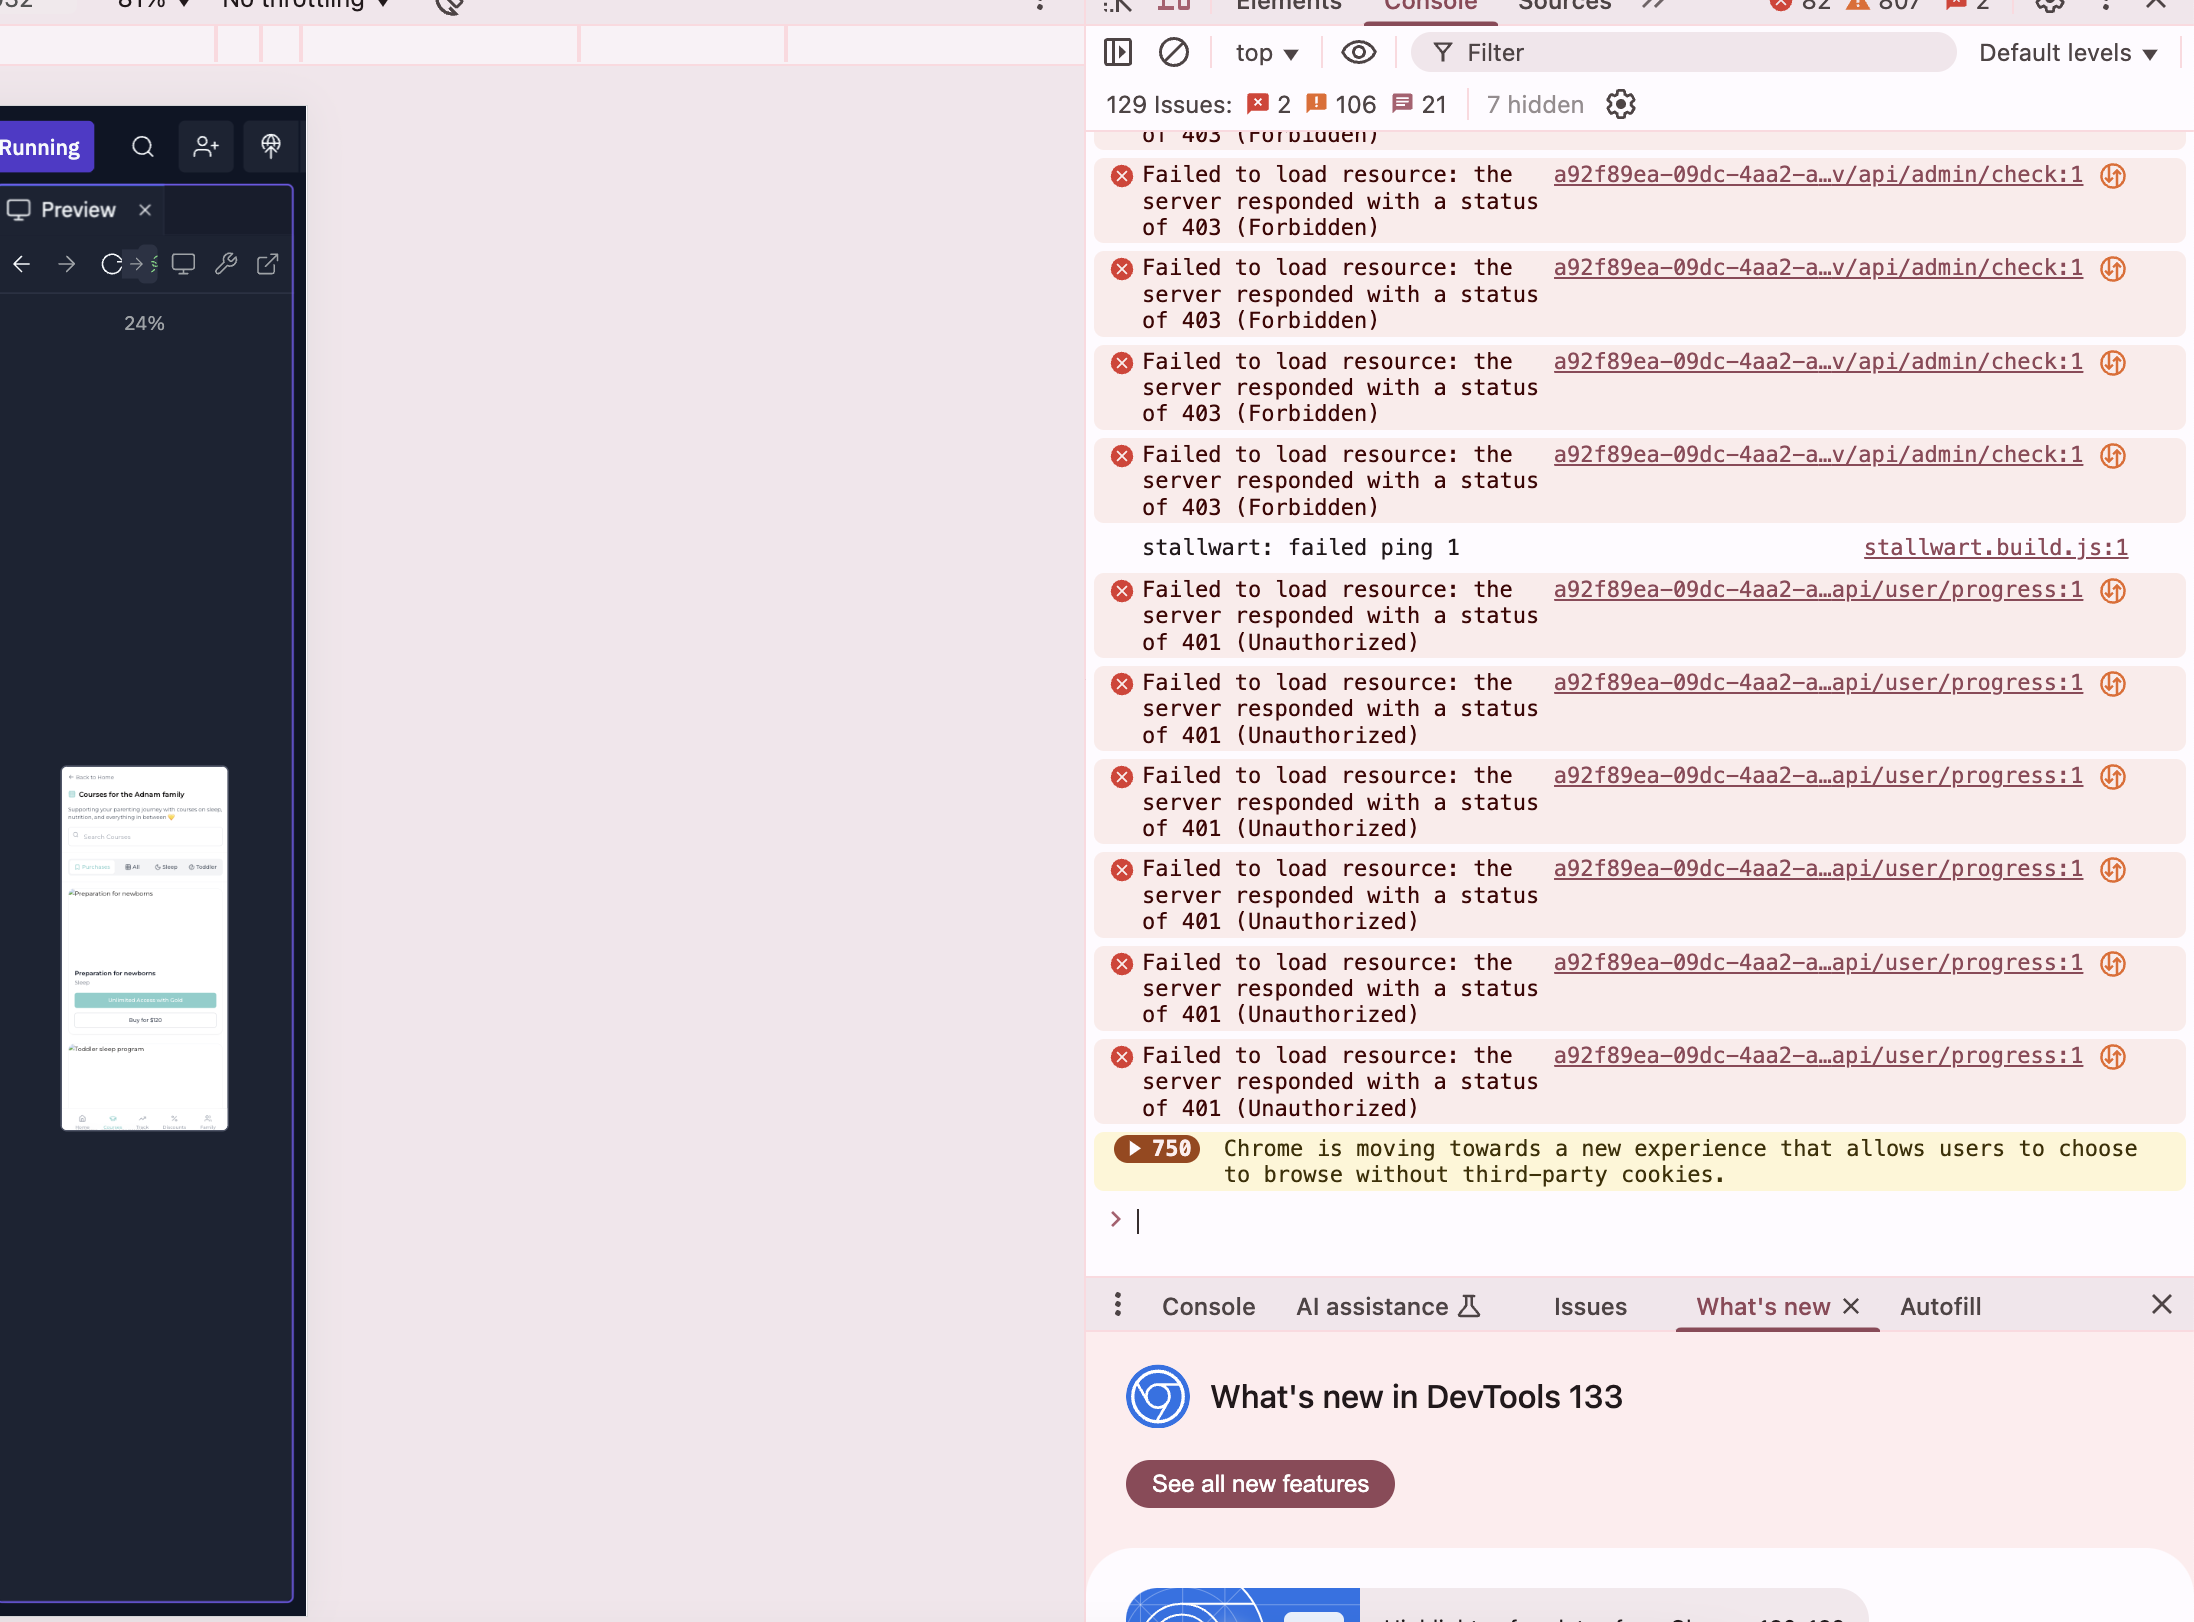 81%
No throttling
Elements
Console
Sources
82
807
2
top
Filter
Default levels
129 Issues: 2 106 21 7 hidden
Running
Preview
24%
Back to Home
Courses for the Adnam family
Supporting your parenting journey with courses on sleep,
nutrition, and everything in between
Search Courses
Purchases All Sleep Toddler
Preparation for newborns
Preparation for newborns
Sleep
Unlimited Access with Gold
Buy for $120
Toddler sleep program
Home Courses Track Discounts Family
of 403 (Forbidden)
Failed to load resource: the a92f89ea-09dc-4aa2-a…v/api/admin/check:1
server responded with a status
of 403 (Forbidden)
Failed to load resource: the a92f89ea-09dc-4aa2-a…v/api/admin/check:1
server responded with a status
of 403 (Forbidden)
Failed to load resource: the a92f89ea-09dc-4aa2-a…v/api/admin/check:1
server responded with a status
of 403 (Forbidden)
Failed to load resource: the a92f89ea-09dc-4aa2-a…v/api/admin/check:1
server responded with a status
of 403 (Forbidden)
stallwart: failed ping 1 stallwart.build.js:1
Failed to load resource: the a92f89ea-09dc-4aa2-a…api/user/progress:1
server responded with a status
of 401 (Unauthorized)
Failed to load resource: the a92f89ea-09dc-4aa2-a…api/user/progress:1
server responded with a status
of 401 (Unauthorized)
Failed to load resource: the a92f89ea-09dc-4aa2-a…api/user/progress:1
server responded with a status
of 401 (Unauthorized)
Failed to load resource: the a92f89ea-09dc-4aa2-a…api/user/progress:1
server responded with a status
of 401 (Unauthorized)
Failed to load resource: the a92f89ea-09dc-4aa2-a…api/user/progress:1
server responded with a status
of 401 (Unauthorized)
Failed to load resource: the a92f89ea-09dc-4aa2-a…api/user/progress:1
server responded with a status
of 401 (Unauthorized)
750 Chrome is moving towards a new experience that allows users to choose
to browse without third-party cookies.
Console AI assistance Issues What's new Autofill
What's new in DevTools 133
See all new features